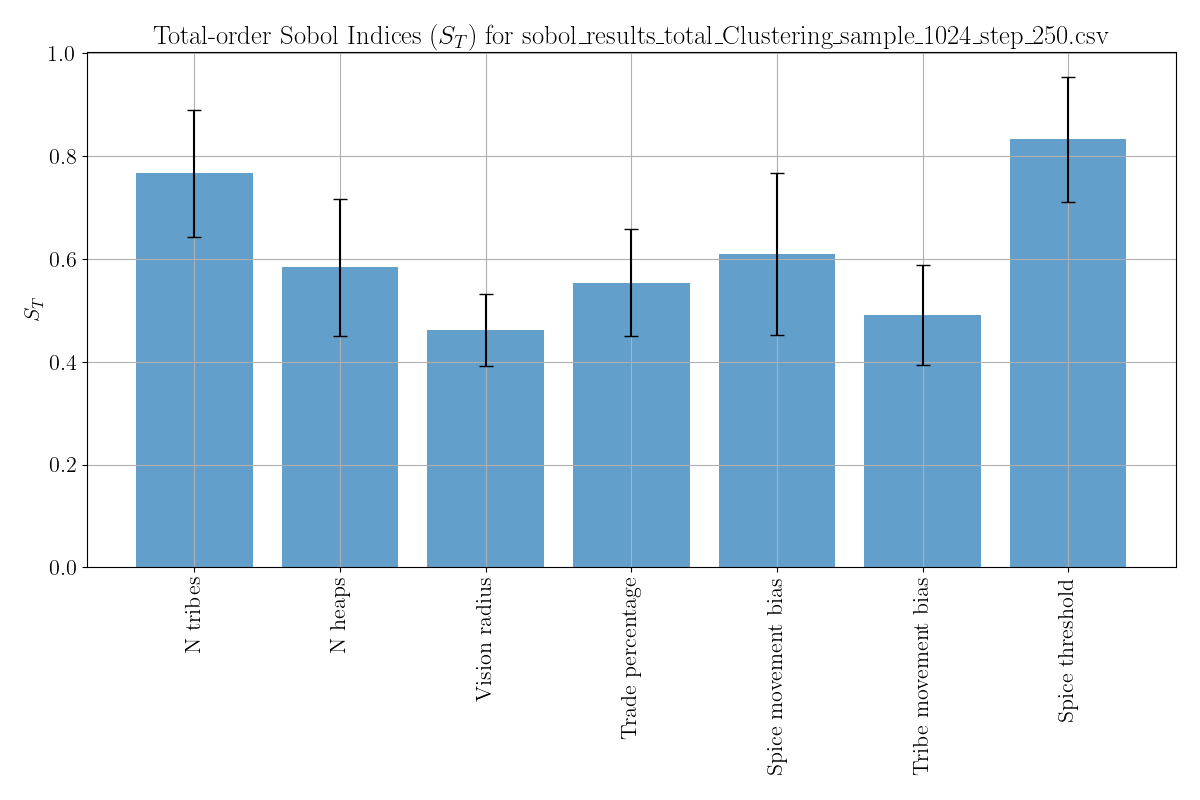 Total-order Sobol Indices (S_T) for sobol_results_total_Clustering_sample_1024_step_250.csv
1.0
0.8
0.6
0.4
0.2
0.0
S_T
N tribes
N heaps
Vision radius
Trade percentage
Spice movement bias
Tribe movement bias
Spice threshold